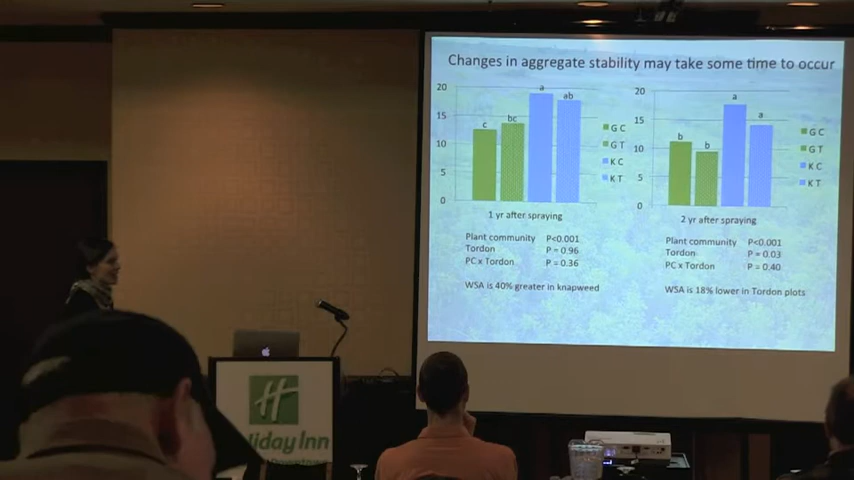 Changes in aggregate stability may take some time to occur
20
15
10
5
0
c
bc
a
ab
G C
G T
K C
K T
1 yr after spraying
Plant community P<0.001
Tordon P = 0.96
PC x Tordon P = 0.36
WSA is 40% greater in knapweed
20
15
10
5
0
b
b
a
a
G C
G T
K C
K T
2 yr after spraying
Plant community P<0.001
Tordon P = 0.03
PC x Tordon P = 0.40
WSA is 18% lower in Tordon plots
H
oliday Inn